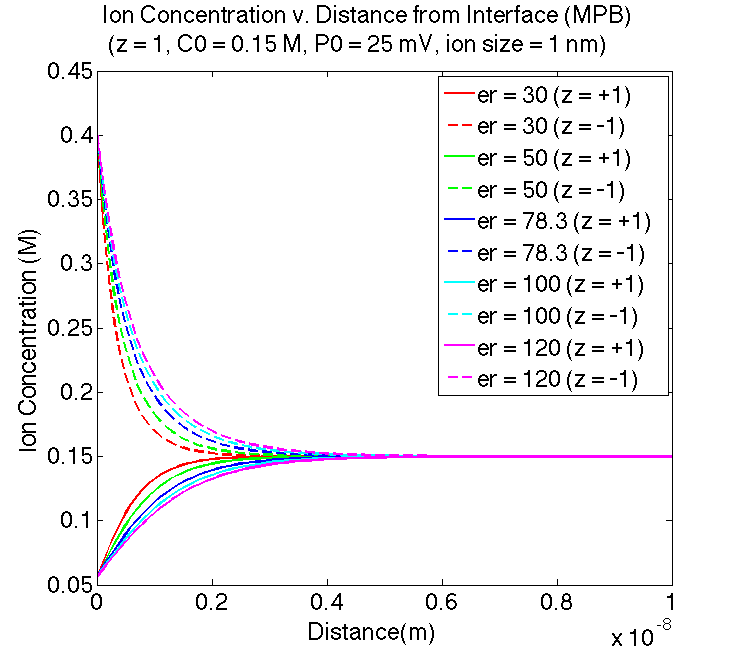 Ion Concentration v. Distance from Interface (MPB)
(z = 1, C0 = 0.15 M, P0 = 25 mV, ion size = 1 nm)
0.45
0.4
0.35
0.3
0.25
0.2
0.15
0.1
0.05
Ion Concentration (M)
er = 30 (z = +1)
er = 30 (z = -1)
er = 50 (z = +1)
er = 50 (z = -1)
er = 78.3 (z = +1)
er = 78.3 (z = -1)
er = 100 (z = +1)
er = 100 (z = -1)
er = 120 (z = +1)
er = 120 (z = -1)
0 0.2 0.4 0.6 0.8 1
Distance(m)
x 10^-8